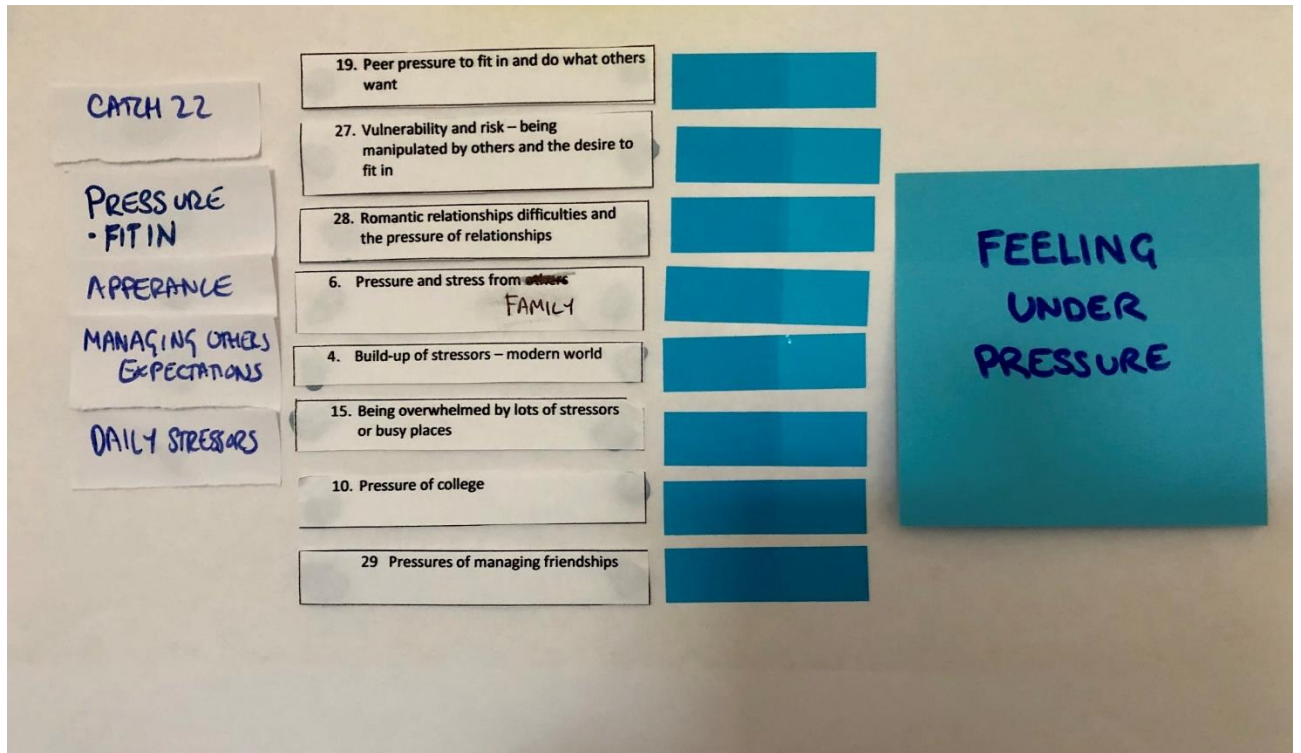 CATCH 22
PRESSURE
• FIT IN
APPERANCE
MANAGING OTHERS
EXPECTATIONS
DAILY STRESSORS
19. Peer pressure to fit in and do what others
want
27. Vulnerability and risk – being
manipulated by others and the desire to
fit in
28. Romantic relationships difficulties and
the pressure of relationships
6. Pressure and stress from others
FAMILY
4. Build-up of stressors – modern world
15. Being overwhelmed by lots of stressors
or busy places
10. Pressure of college
29 Pressures of managing friendships
FEELING
UNDER
PRESSURE